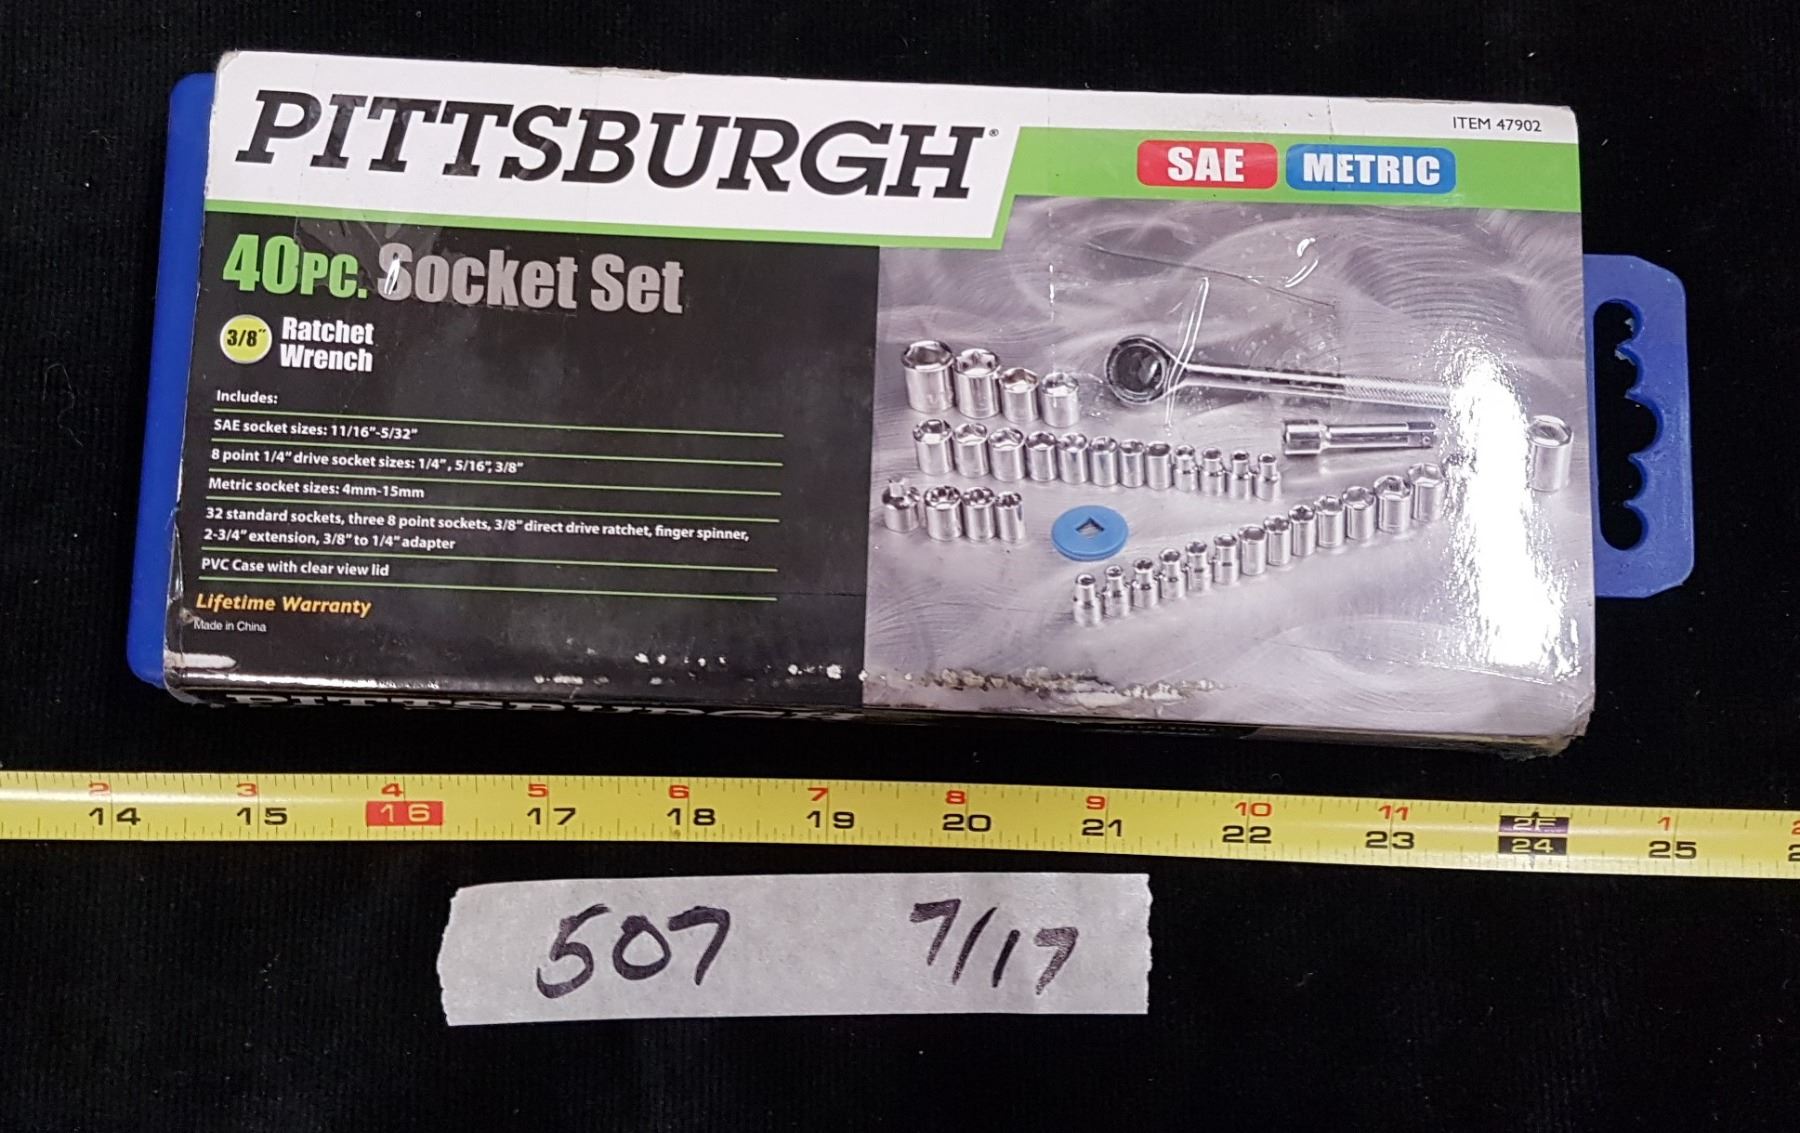 PITTSBURGH®
ITEM 47902
SAE METRIC
40PC. Socket Set
3/8" Ratchet
Wrench
Includes:
SAE socket sizes: 11/16"-5/32"
8 point 1/4" drive socket sizes: 1/4", 5/16", 3/8"
Metric socket sizes: 4mm-15mm
32 standard sockets, three 8 point sockets, 3/8" direct drive ratchet, finger spinner,
2-3/4" extension, 3/8" to 1/4" adapter
PVC Case with clear view lid
Lifetime Warranty
Made in China
PITTSBURGH
2 3 4 5 6 7 8 9 10 11 2F 1 2
14 15 16 17 18 19 20 21 22 23 24 25
507 7/17